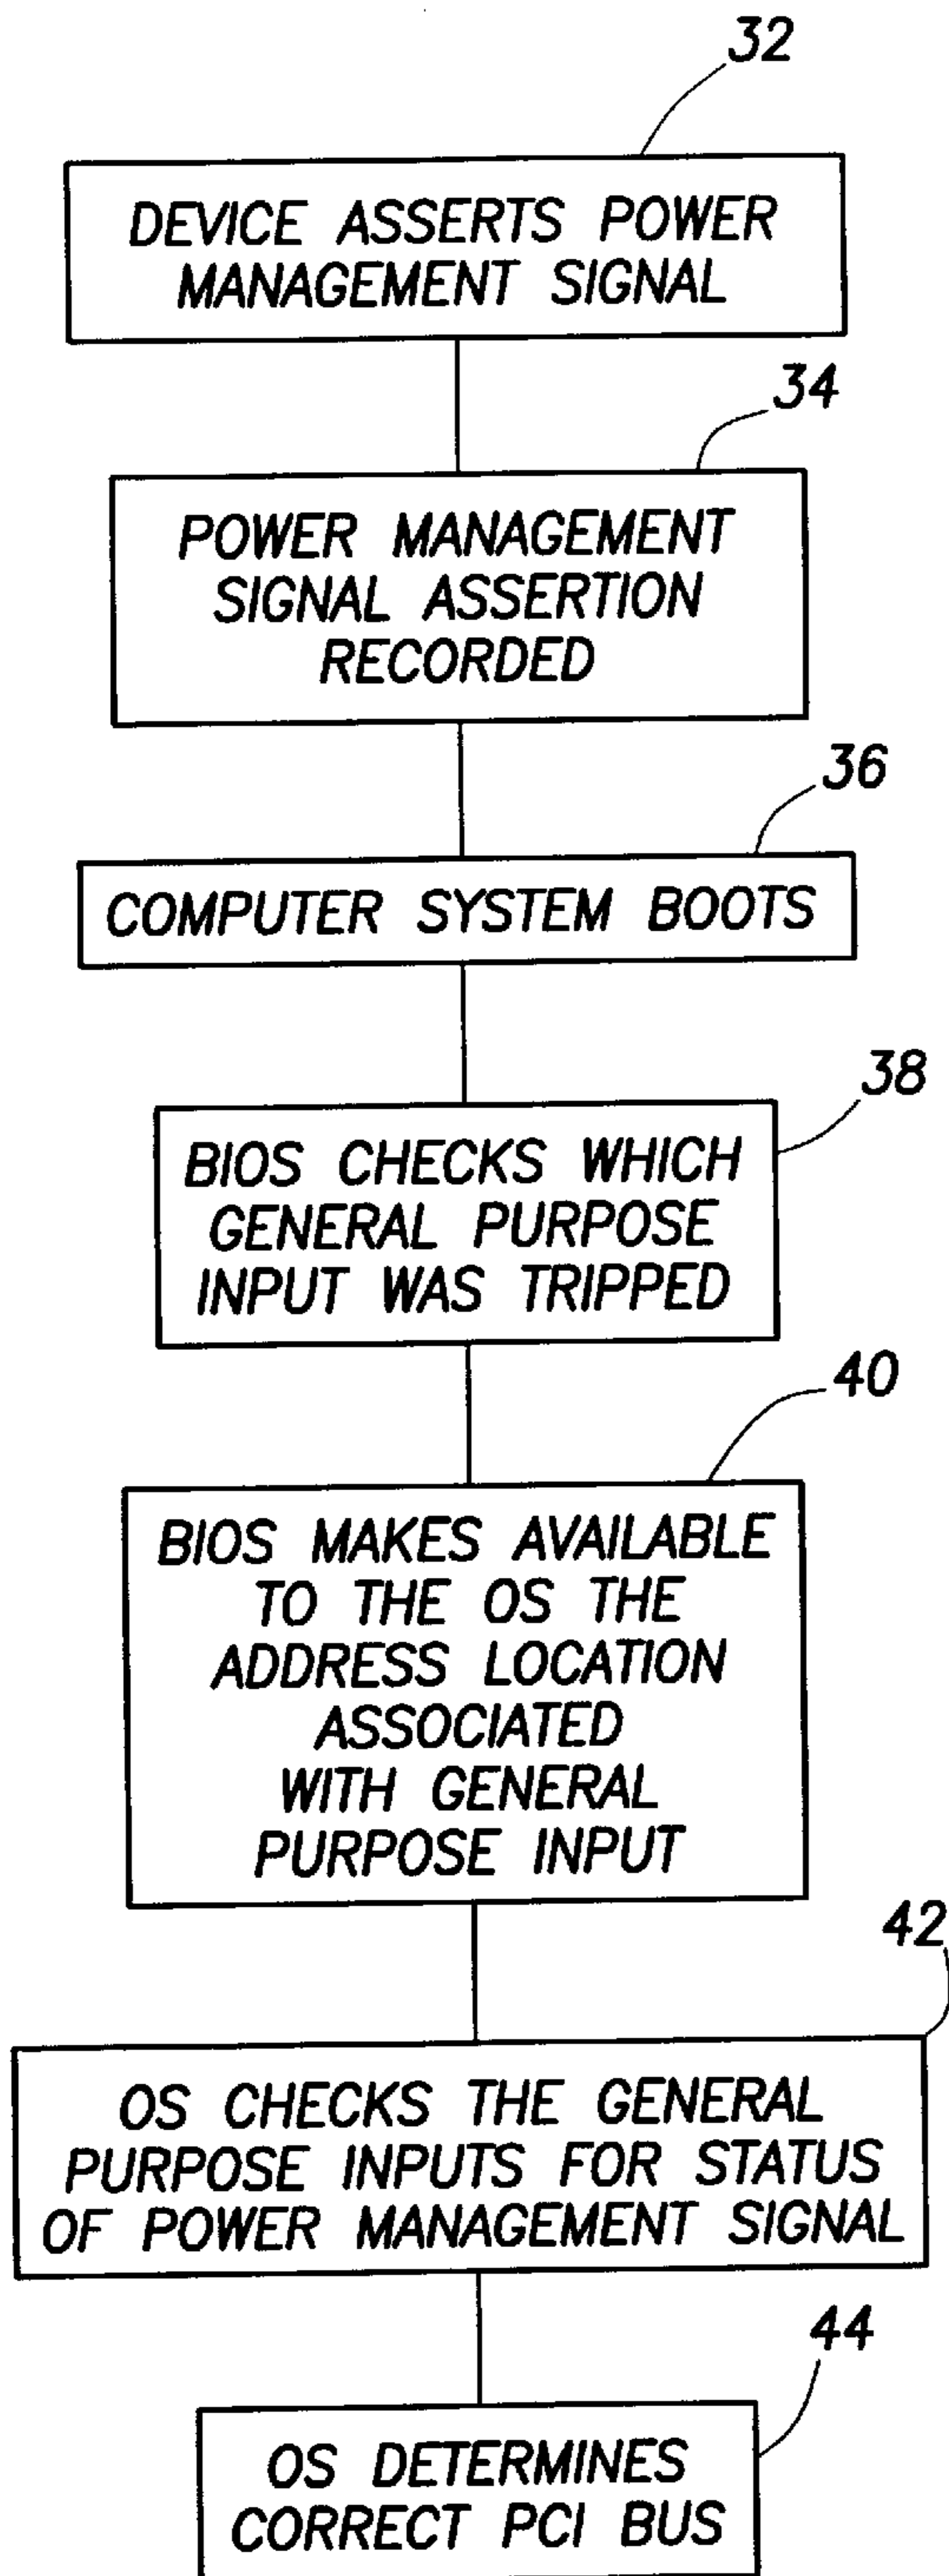 32
DEVICE ASSERTS POWER
MANAGEMENT SIGNAL
34
POWER MANAGEMENT
SIGNAL ASSERTION
RECORDED
36
COMPUTER SYSTEM BOOTS
38
BIOS CHECKS WHICH
GENERAL PURPOSE
INPUT WAS TRIPPED
40
BIOS MAKES AVAILABLE
TO THE OS THE
ADDRESS LOCATION
ASSOCIATED
WITH GENERAL
PURPOSE INPUT
42
OS CHECKS THE GENERAL
PURPOSE INPUTS FOR STATUS
OF POWER MANAGEMENT SIGNAL
44
OS DETERMINES
CORRECT PCI BUS